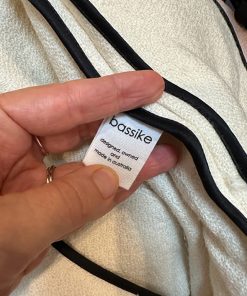 bassike
designed, owned
and
made in australia